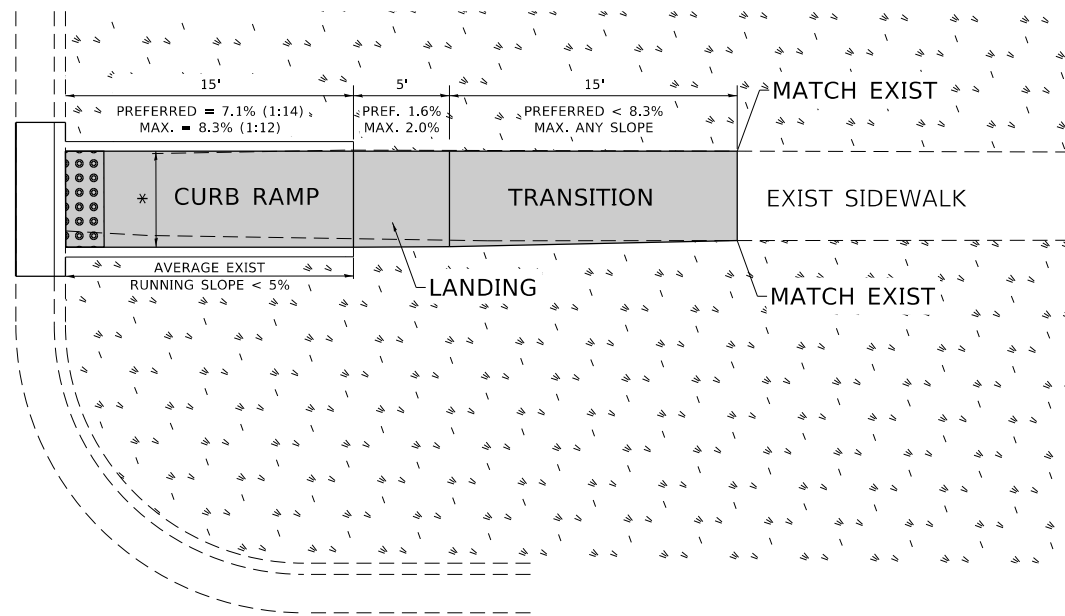 15' 5' 15'
PREFERRED = 7.1% (1:14) PREF. 1.6% PREFERRED < 8.3%
MAX. = 8.3% (1:12) MAX. 2.0% MAX. ANY SLOPE
MATCH EXIST
* CURB RAMP TRANSITION EXIST SIDEWALK
AVERAGE EXIST
RUNNING SLOPE < 5%
LANDING
MATCH EXIST